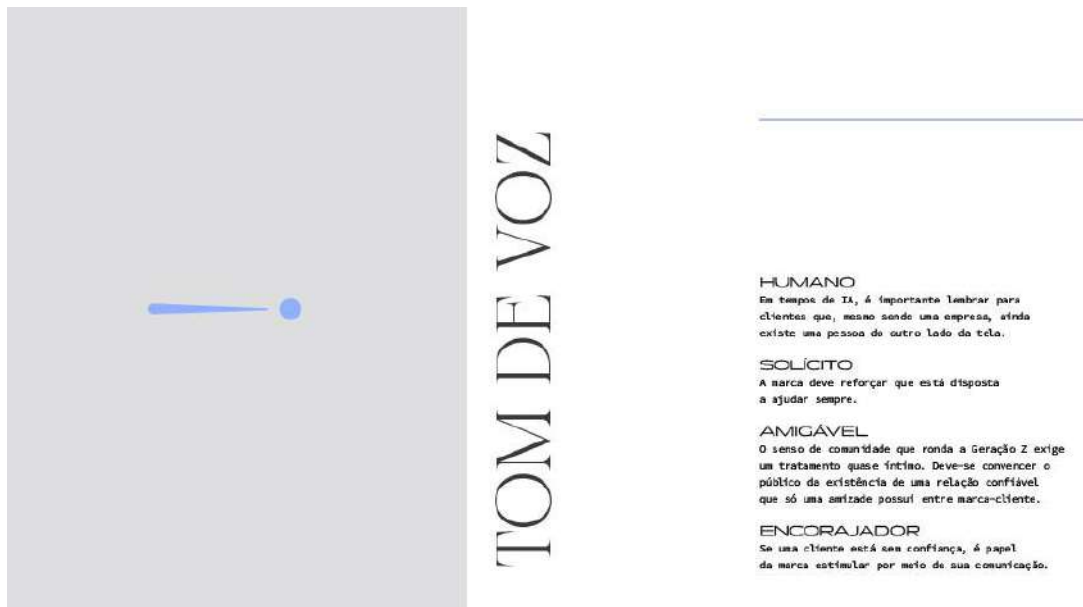 TOM DE VOZ
HUMANO
Em tempos de IA, é importante lembrar para
clientes que, mesmo sendo uma empresa, ainda
existe uma pessoa do outro lado da tela.
SOLÍCITO
A marca deve reforçar que está disposta
a ajudar sempre.
AMIGÁVEL
O senso de comunidade que ronda a Geração Z exige
um tratamento quase íntimo. Deve-se convencer o
público da existência de uma relação confiável
que só uma amizade possui entre marca-cliente.
ENCORAJADOR
Se uma cliente está sem confiança, é papel
da marca estimular por meio de sua comunicação.